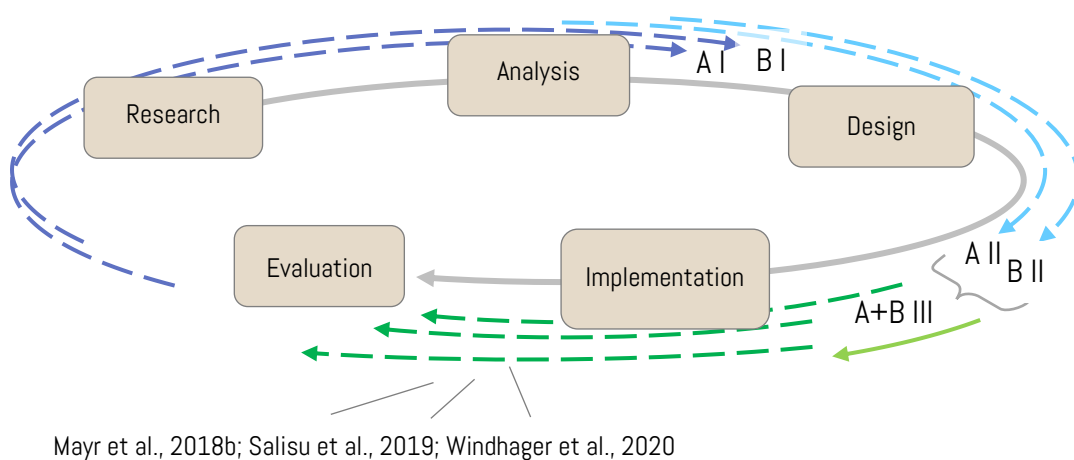 Analysis
A I
B I
Research
Design
A II
B II
Evaluation
Implementation
A+B III
Mayr et al., 2018b; Salisu et al., 2019; Windhager et al., 2020